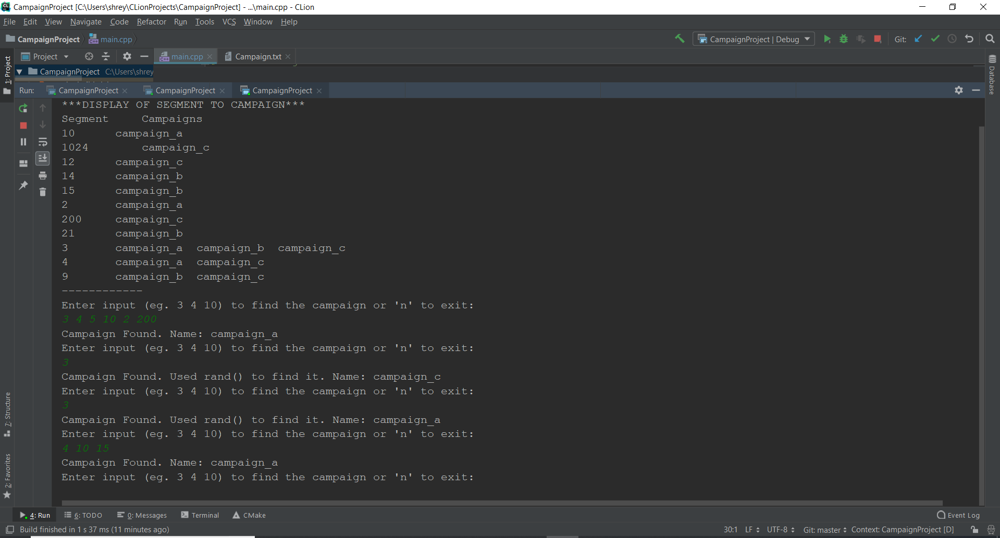 CampaignProject [C:\Users\shrey\CLionProjects\CampaignProject] - ...\main.cpp - CLion
File Edit View Navigate Code Refactor Run Tools VCS Window Help
CampaignProject main.cpp CampaignProject | Debug Git:
1: Project
Project main.cpp Campaign.txt
CampaignProject C:\Users\shrey
Database
Run: CampaignProject CampaignProject CampaignProject
***DISPLAY OF SEGMENT TO CAMPAIGN***
Segment Campaigns
10 campaign_a
1024 campaign_c
12 campaign_c
14 campaign_b
15 campaign_b
2 campaign_a
200 campaign_c
21 campaign_b
3 campaign_a campaign_b campaign_c
4 campaign_a campaign_c
9 campaign_b campaign_c
------------
Enter input (eg. 3 4 10) to find the campaign or 'n' to exit:
3 4 5 10 2 200
Campaign Found. Name: campaign_a
Enter input (eg. 3 4 10) to find the campaign or 'n' to exit:
3
Campaign Found. Used rand() to find it. Name: campaign_c
Enter input (eg. 3 4 10) to find the campaign or 'n' to exit:
3
Campaign Found. Used rand() to find it. Name: campaign_a
Enter input (eg. 3 4 10) to find the campaign or 'n' to exit:
4 10 15
Campaign Found. Name: campaign_a
Enter input (eg. 3 4 10) to find the campaign or 'n' to exit:
7: Structure
2: Favorites
4: Run 6: TODO 0: Messages Terminal CMake Event Log
Build finished in 1 s 37 ms (11 minutes ago) 30:1 LF UTF-8 Git: master Context: CampaignProject [D]